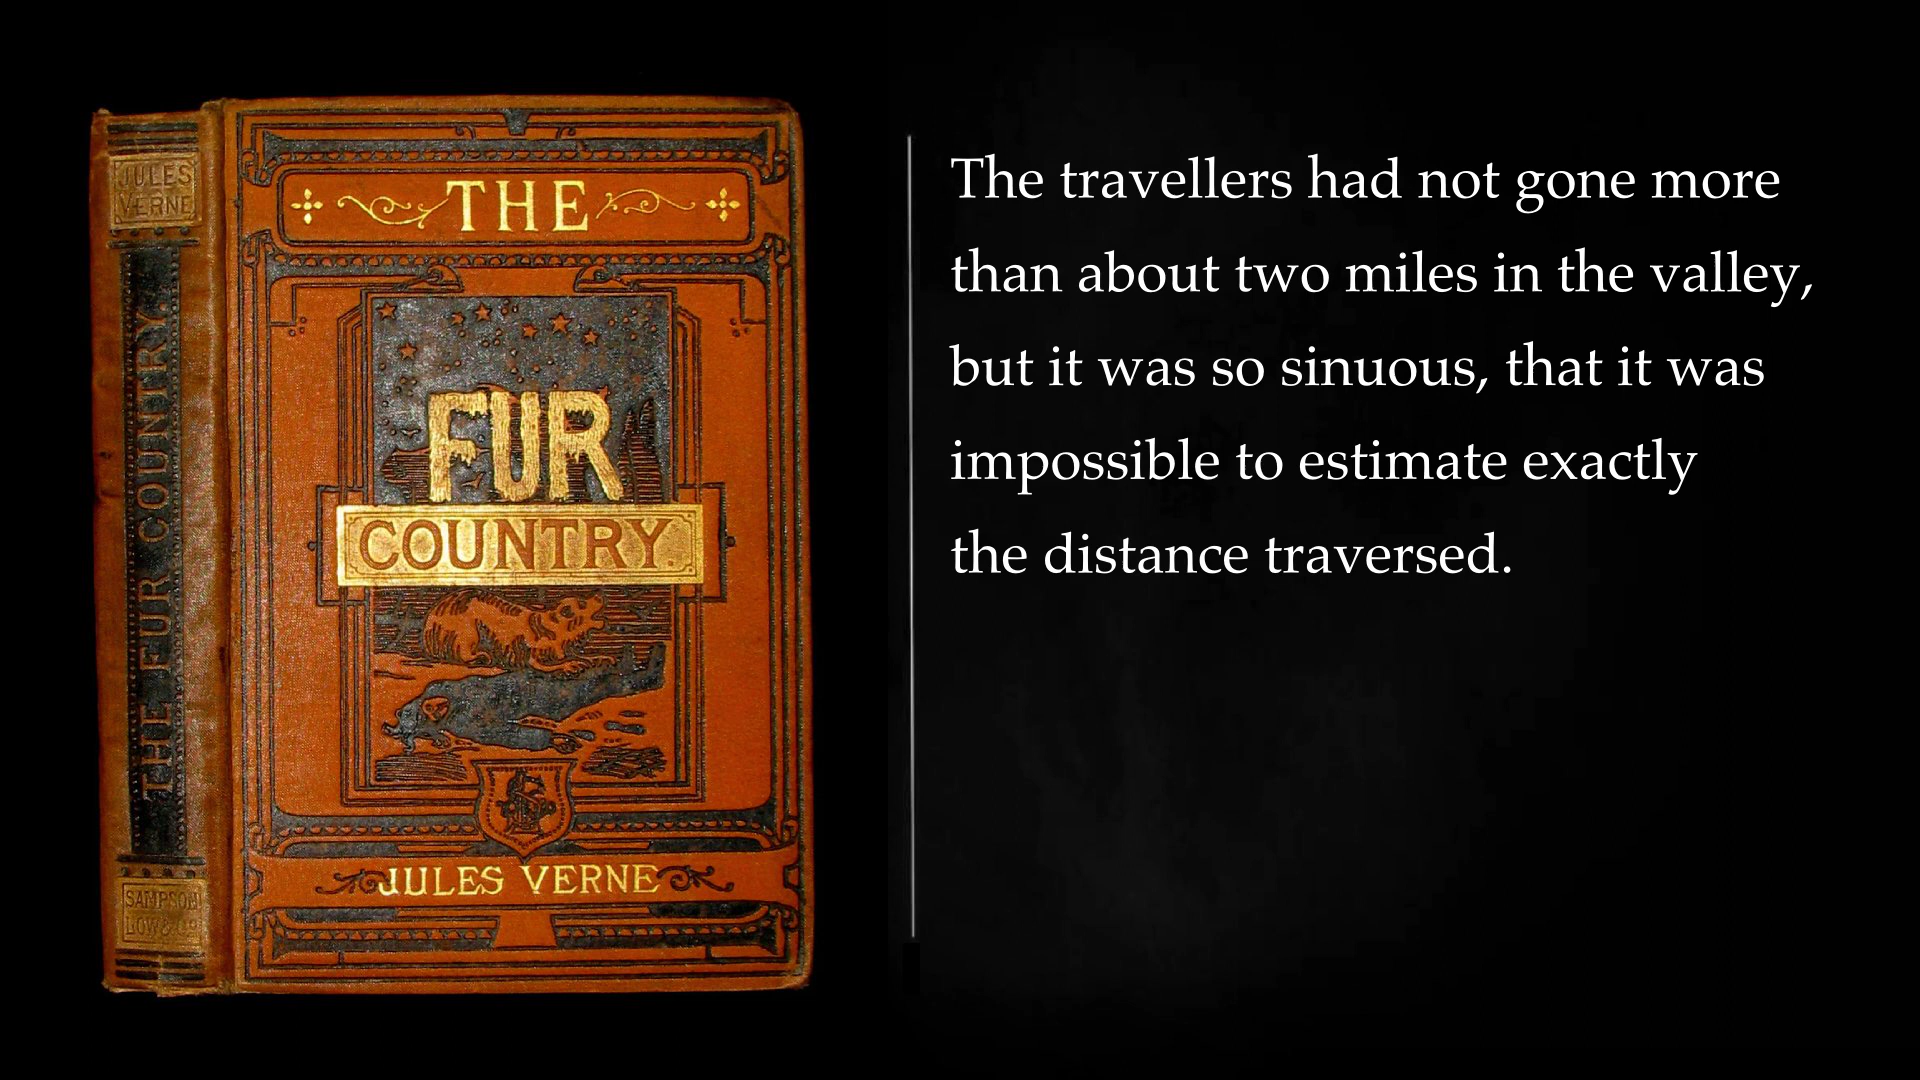 JULES
VERNE
THE FUR COUNTRY.
SAMPSON
LOW & Co
THE
FUR
COUNTRY.
JULES VERNE
The travellers had not gone more
than about two miles in the valley,
but it was so sinuous, that it was
impossible to estimate exactly
the distance traversed.